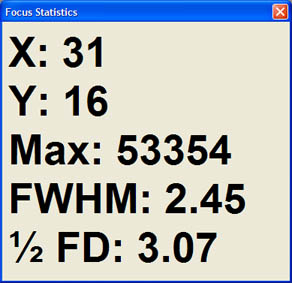 Focus Statistics
X: 31
Y: 16
Max: 53354
FWHM: 2.45
½ FD: 3.07